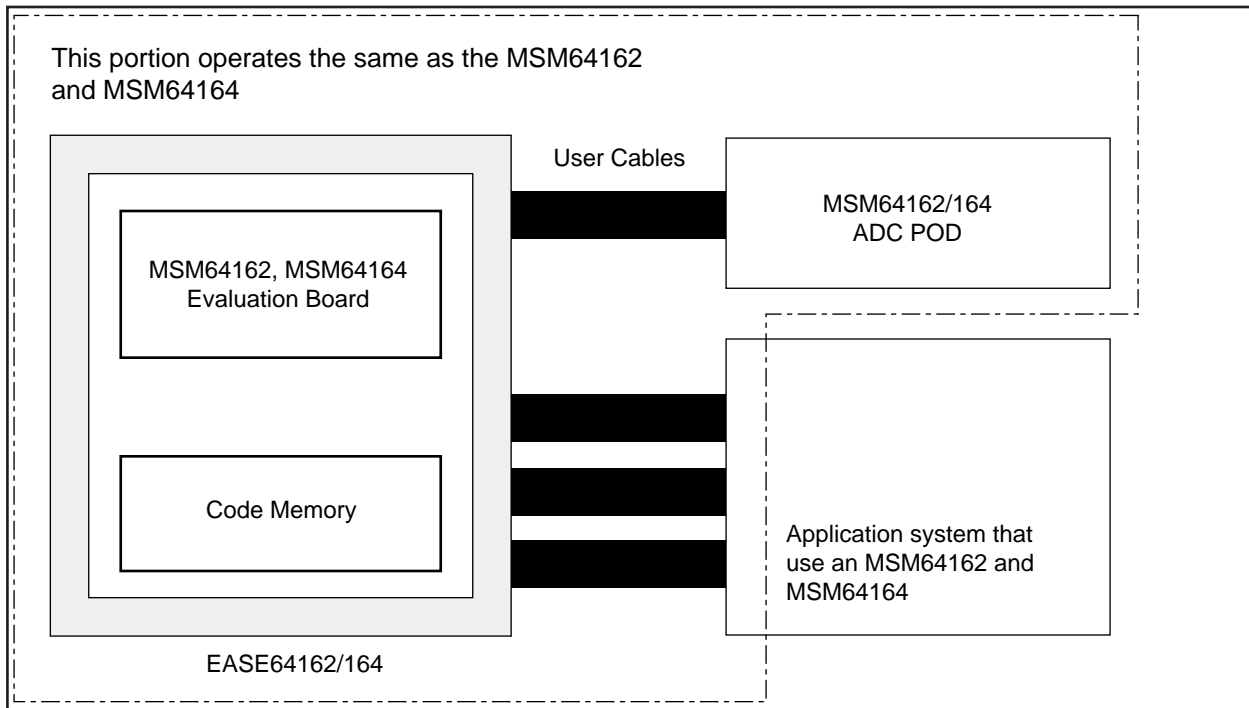 This portion operates the same as the MSM64162
and MSM64164
User Cables
MSM64162/164
ADC POD
MSM64162, MSM64164
Evaluation Board
Code Memory
Application system that
use an MSM64162 and
MSM64164
EASE64162/164